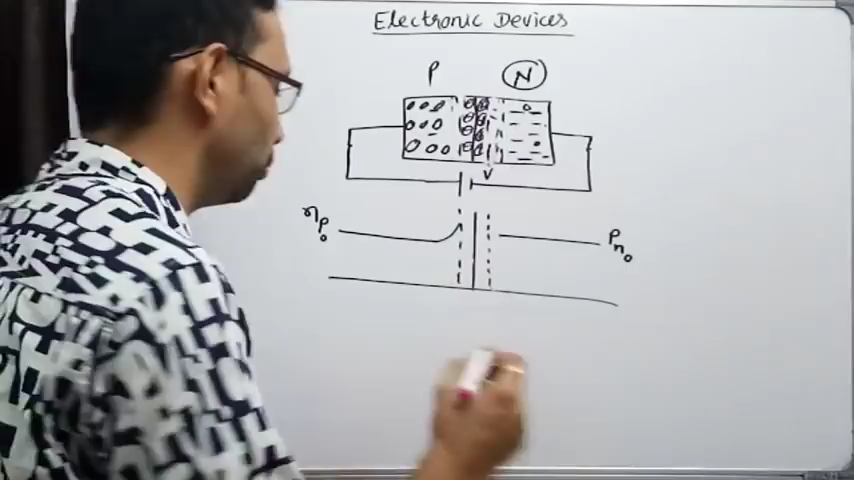 Electronic Devices
P N
V
np₀ Pn₀